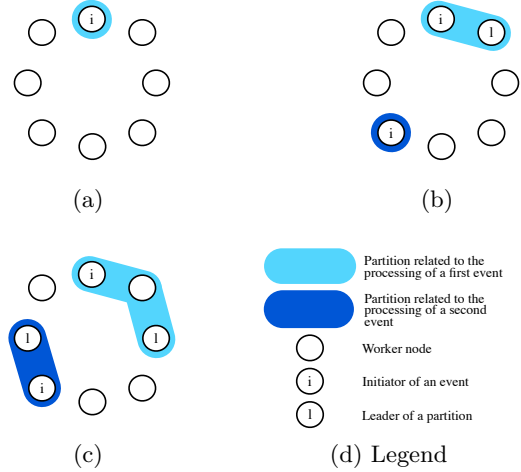 i
i
l
i
(a)
(b)
i
l
l
i
(c)
Partition related to the
processing of a first event
Partition related to the
processing of a second
event
Worker node
i Initiator of an event
l Leader of a partition
(d) Legend